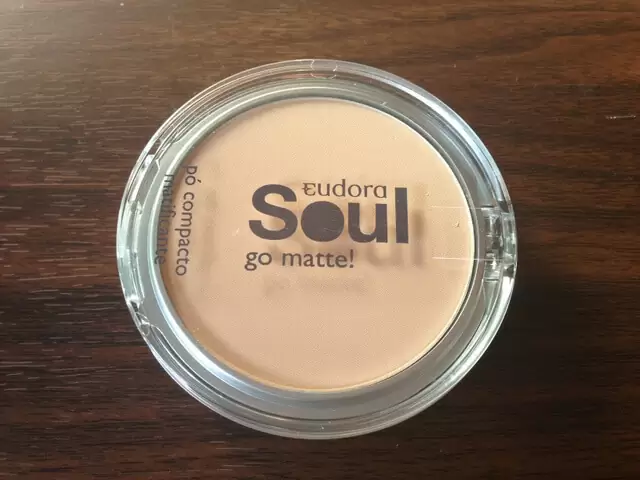 eudora
Soul
go matte!
pó compacto
matificante